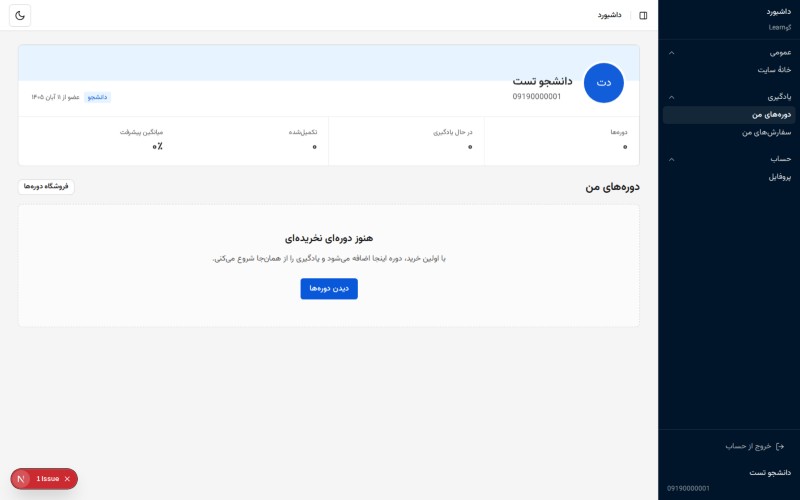 داشبورد
لرنگو
عمومی
خانهٔ سایت
یادگیری
دوره‌های من
سفارش‌های من
حساب
پروفایل
خروج از حساب
دانشجو تست
09190000001
داشبورد
دت
دانشجو تست
09190000001
دانشجو
عضو از ۱۱ آبان ۱۴۰۵
دوره‌ها
۰
در حال یادگیری
۰
تکمیل‌شده
۰
میانگین پیشرفت
۰٪
دوره‌های من
فروشگاه دوره‌ها
هنوز دوره‌ای نخریده‌ای
با اولین خرید، دوره اینجا اضافه می‌شود و یادگیری را از همان‌جا شروع می‌کنی.
دیدن دوره‌ها
N 1 Issue